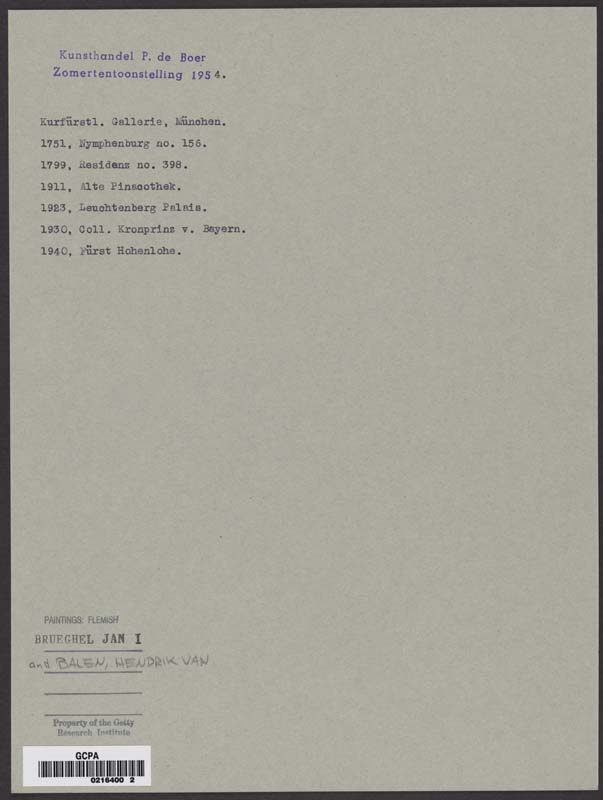 Kunsthandel P. de Boer
Zomertentoonstelling 1954.
Kurfürstl. Gallerie, München.
1751, Nymphenburg no. 156.
1799, Residenz no. 398.
1911, Alte Pinacothek.
1923, Leuchtenberg Palais.
1930, Coll. Kronprinz v. Bayern.
1940, Fürst Hohenlohe.
PAINTINGS: FLEMISH
BRUEGHEL JAN I
and BALEN, HENDRIK VAN
Property of the Getty
Research Institute
GCPA
0216400 2